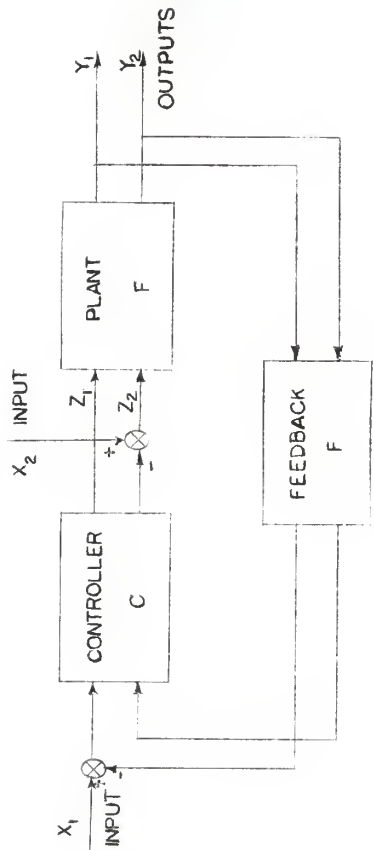 X₁
INPUT
+
-
CONTROLLER
C
X₂
INPUT
+
-
Z₁
Z₂
PLANT
F
Y₁
Y₂
OUTPUTS
FEEDBACK
F